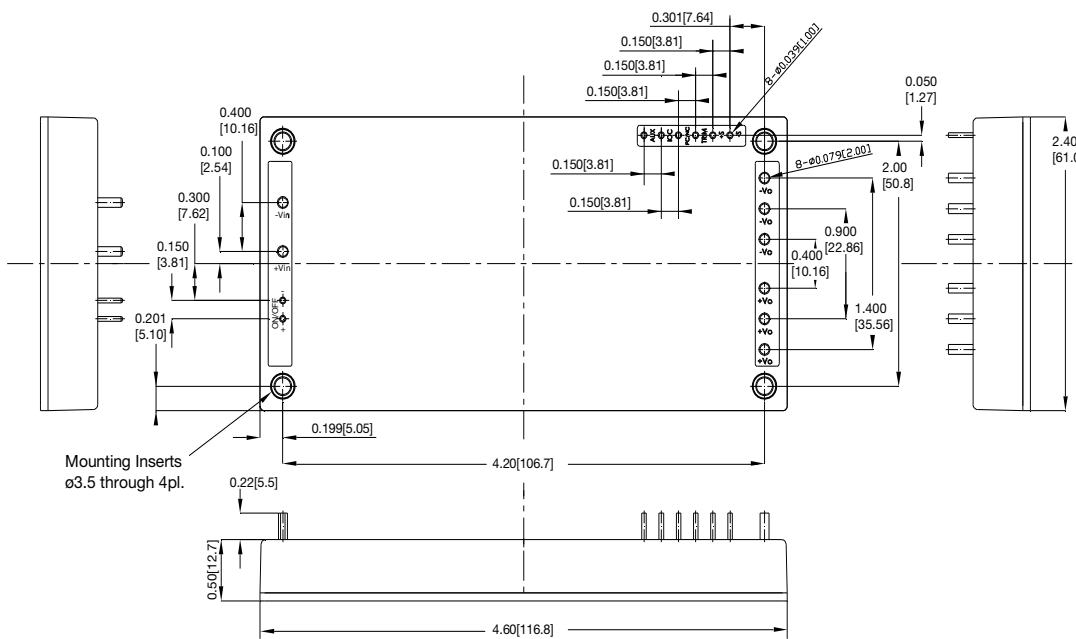 0.301[7.64]
0.150[3.81]
0.150[3.81]
0.150[3.81]
8-ø0.039[1.00]
0.050
[1.27]
0.400
[10.16]
0.100
[2.54]
0.300
[7.62]
0.150
[3.81]
0.201
[5.10]
AUX
IOC
TRIM
+S
-S
0.150[3.81]
0.150[3.81]
8-ø0.079[2.00]
2.00
[50.8]
2.40
-Vin
+Vin
-
ON/OFF
+
-Vo
-Vo
-Vo
+Vo
+Vo
+Vo
0.900
[22.86]
0.400
[10.16]
1.400
[35.56]
0.199[5.05]
4.20[106.7]
Mounting Inserts
ø3.5 through 4pl.
0.22[5.5]
0.50[12.7]
4.60[116.8]